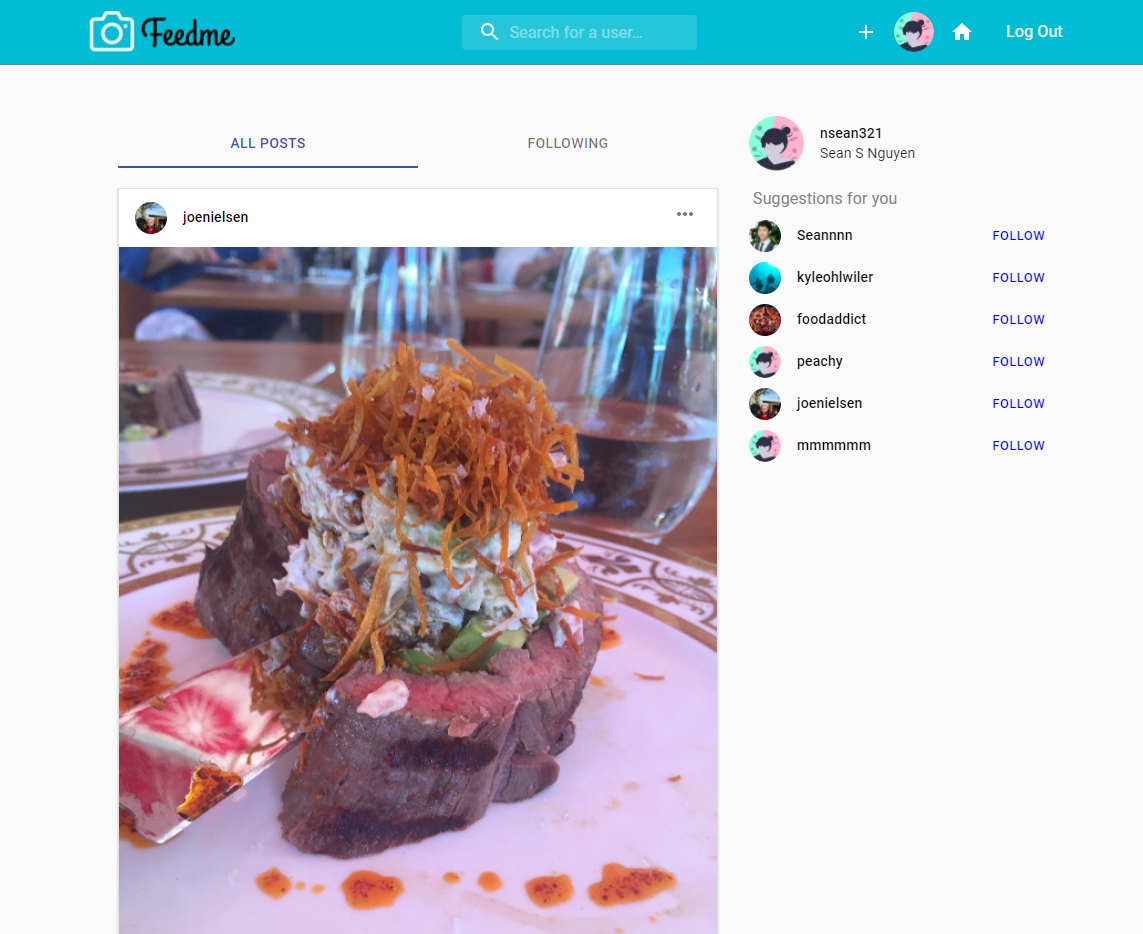 Feedme
Search for a user...
Log Out
ALL POSTS
FOLLOWING
joenielsen
nsean321
Sean S Nguyen
Suggestions for you
Seannnn
FOLLOW
kyleohlwiler
FOLLOW
foodaddict
FOLLOW
peachy
FOLLOW
joenielsen
FOLLOW
mmmmmm
FOLLOW